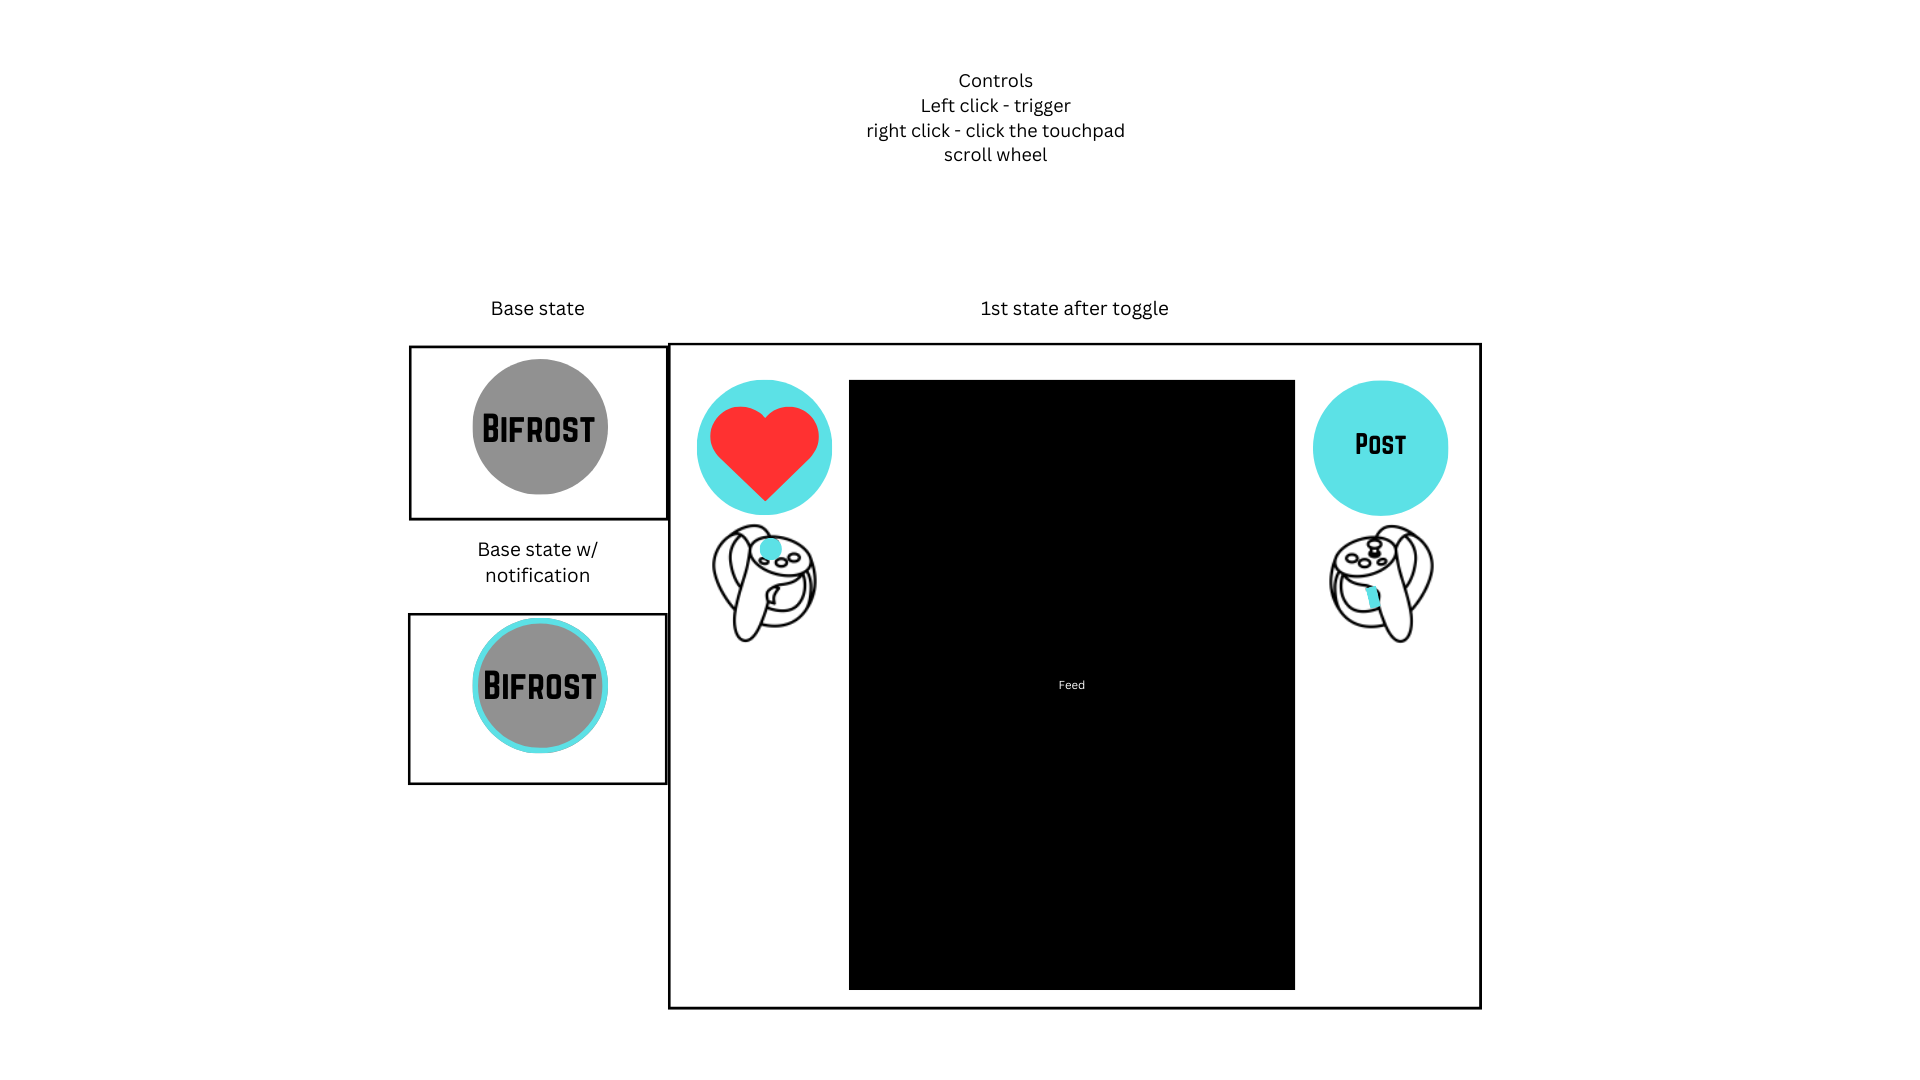 Controls
Left click - trigger
right click - click the touchpad
scroll wheel
Base state
1st state after toggle
Bifrost
Post
Base state w/
notification
Bifrost
Feed